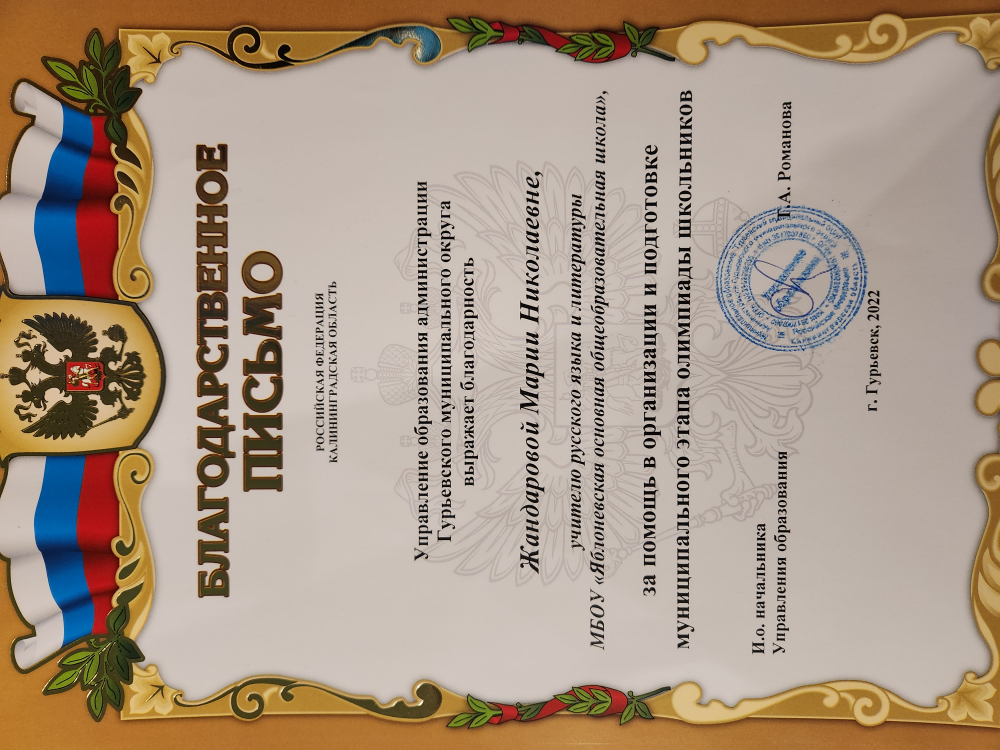 БЛАГОДАРСТВЕННОЕ
ПИСЬМО
РОССИЙСКАЯ ФЕДЕРАЦИЯ
КАЛИНИНГРАДСКАЯ ОБЛАСТЬ
Управление образования администрации
Гурьевского муниципального округа
выражает благодарность
Жандаровой Марии Николаевне,
учителю русского языка и литературы
МБОУ «Яблоневская основная общеобразовательная школа»,
за помощь в организации и подготовке
муниципального этапа олимпиады школьников
И.о. начальника
Управления образования
Т.А. Романова
г. Гурьевск, 2022